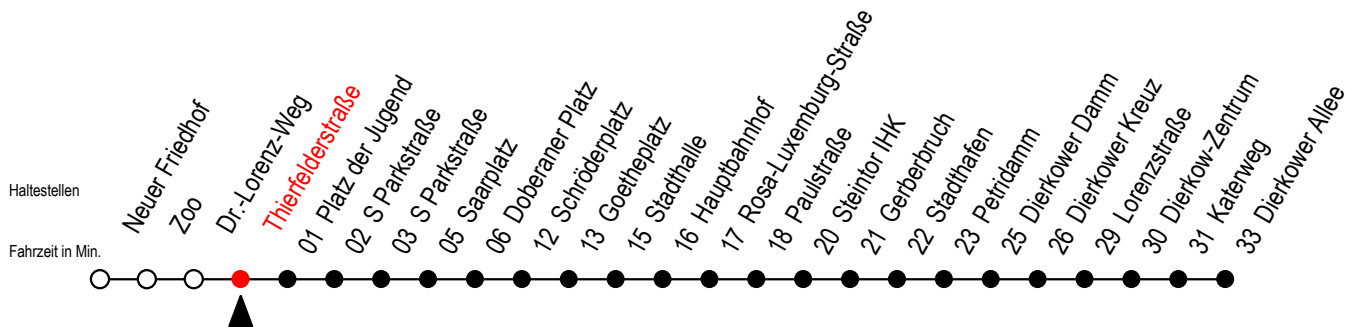 Haltestellen
Fahrzeit in Min.
Neuer Friedhof
Zoo
Dr.-Lorenz-Weg
Thierfelderstraße
01 Platz der Jugend
02 S Parkstraße
03 S Parkstraße
05 Saarplatz
06 Doberaner Platz
12 Schröderplatz
13 Goetheplatz
15 Stadthalle
16 Hauptbahnhof
17 Rosa-Luxemburg-Straße
18 Paulstraße
20 Steintor IHK
21 Gerberbruch
22 Stadthafen
23 Petridamm
25 Dierkower Damm
26 Dierkower Kreuz
29 Lorenzstraße
30 Dierkow-Zentrum
31 Katerweg
33 Dierkower Allee